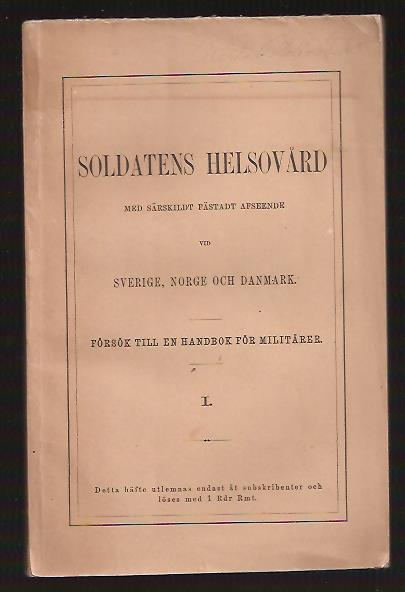 SOLDATENS HELSOVÅRD
MED SÄRSKILDT FÄSTADT AFSEENDE
VID
SVERIGE, NORGE OCH DANMARK.
FÖRSÖK TILL EN HANDBOK FÖR MILITÄRER.
I.
Detta häfte utlemnas endast åt subskribenter och
löses med 1 Rdr Rmt.